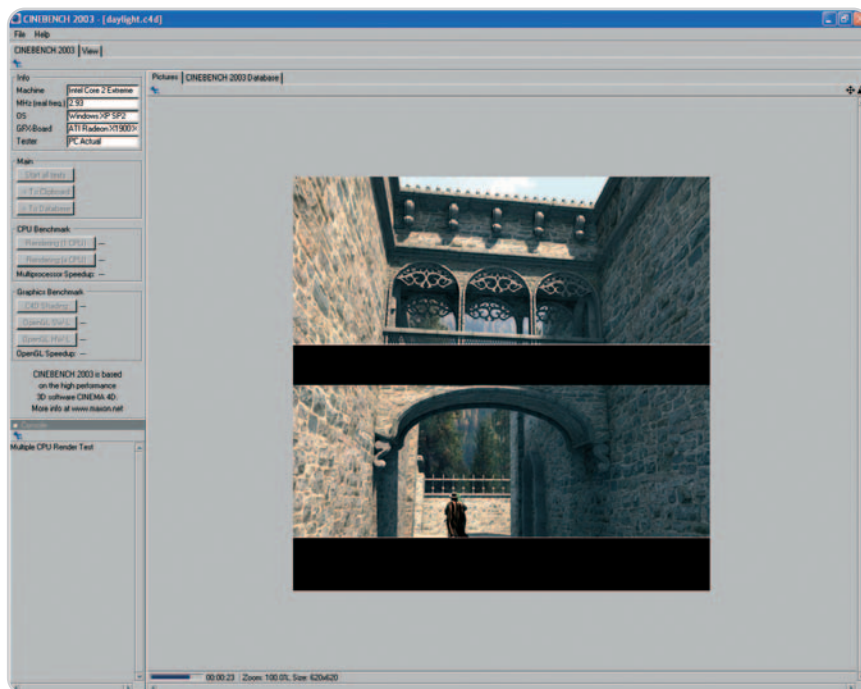 CINEBENCH 2003 - [daylight.c4d]
File Help
CINEBENCH 2003 View
Info
Machine Intel Core 2 Extreme
MHz (real freq.) 2.93
OS Windows XP SP2
GFX-Board ATI Radeon X1900
Tester PC Actual
Main
Start all tests
-> To Clipboard
-> To Database
CPU Benchmark
Rendering (1 CPU) ---
Rendering (x CPU) ---
Multiprocessor Speedup: ---
Graphics Benchmark
C4D Shading ---
OpenGL SW-L ---
OpenGL HW-L ---
OpenGL Speedup: ---
CINEBENCH 2003 is based
on the high performance
3D software CINEMA 4D.
More info at www.maxon.net
Console
Multiple CPU Render Test
Pictures CINEBENCH 2003 Database
00:00:23 Zoom: 100.0%, Size: 620x620